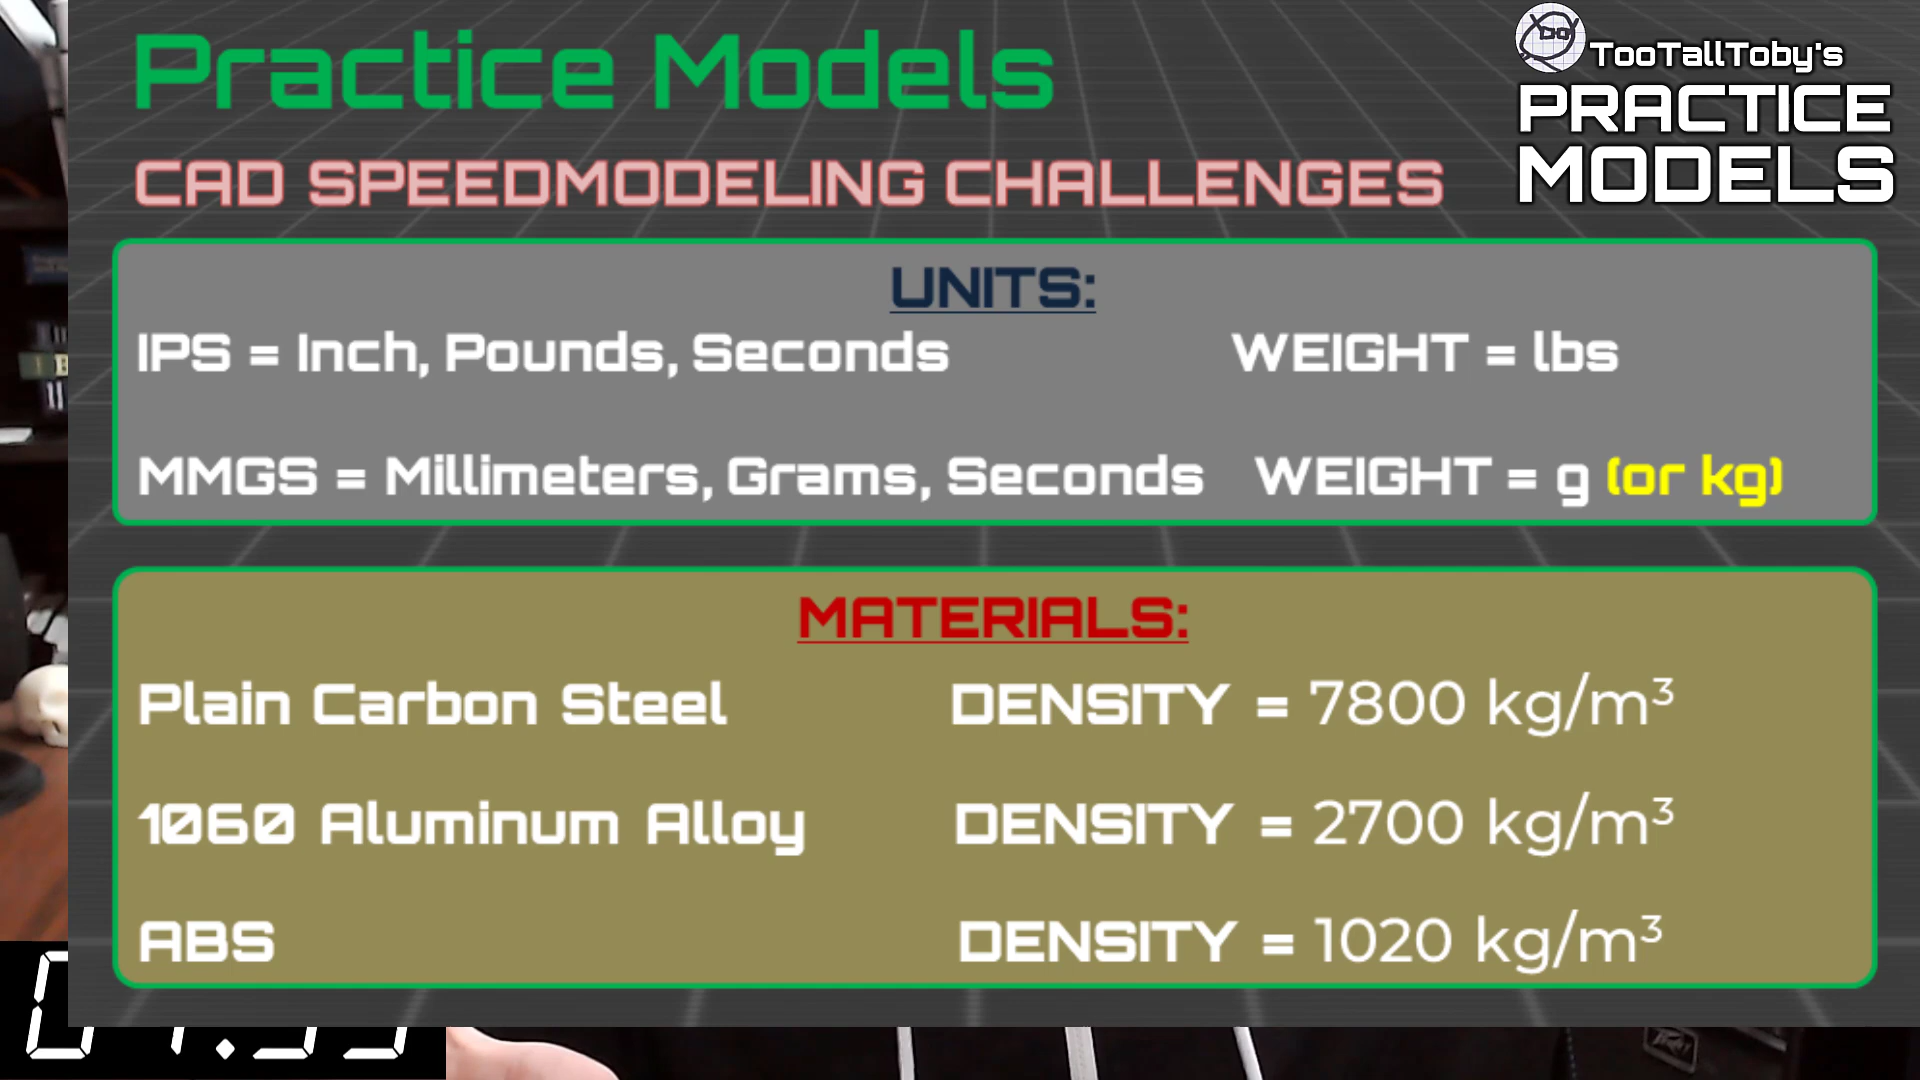 Practice Models
TooTallToby's
PRACTICE
MODELS
CAD SPEEDMODELING CHALLENGES
UNITS:
IPS = Inch, Pounds, Seconds WEIGHT = lbs
MMGS = Millimeters, Grams, Seconds WEIGHT = g (or kg)
MATERIALS:
Plain Carbon Steel DENSITY = 7800 kg/m³
1060 Aluminum Alloy DENSITY = 2700 kg/m³
ABS DENSITY = 1020 kg/m³